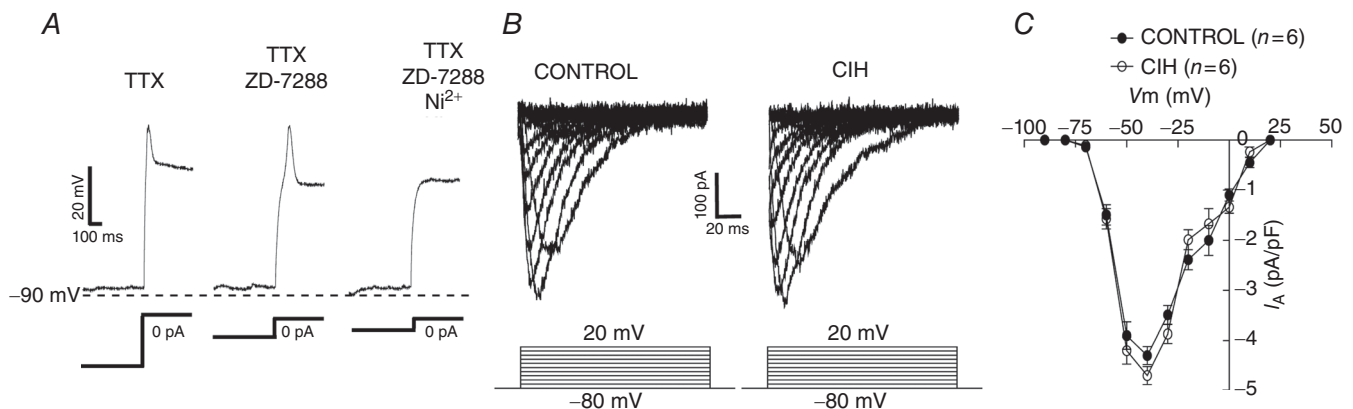 A
TTX
TTX
ZD-7288
TTX
ZD-7288
Ni2+
20 mV
100 ms
−90 mV
0 pA
0 pA
0 pA
B
CONTROL
CIH
100 pA
20 ms
20 mV
20 mV
−80 mV
−80 mV
C
CONTROL (n=6)
CIH (n=6)
Vm (mV)
−100
−75
−50
−25
0
25
50
−1
−2
−3
−4
−5
IA (pA/pF)